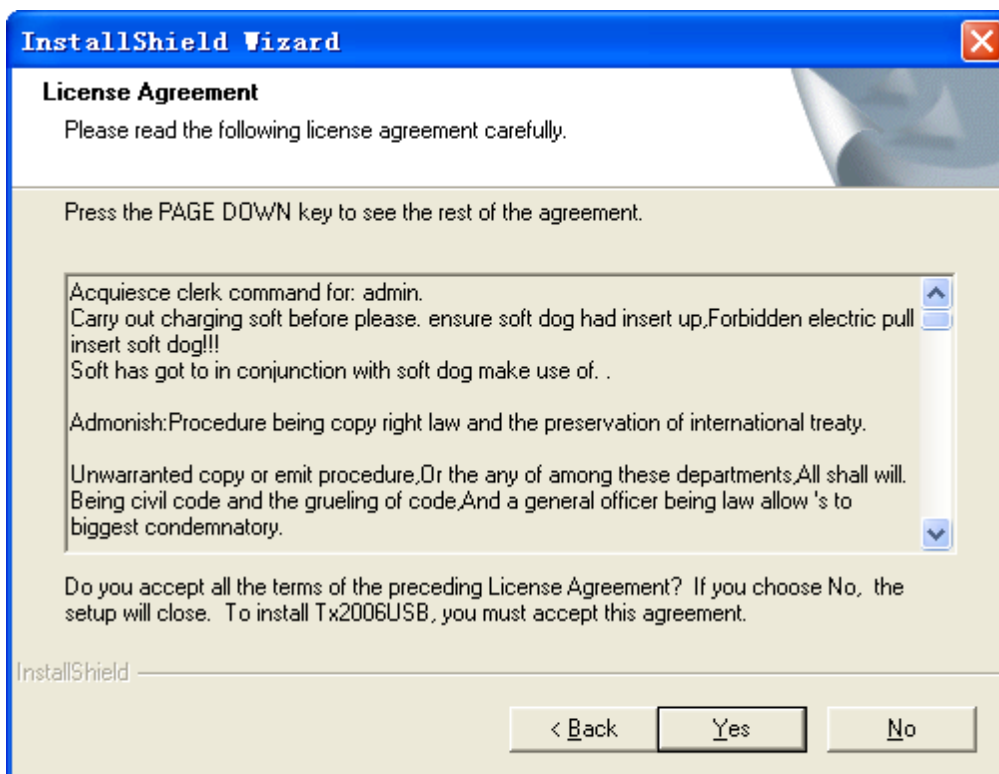 InstallShield Wizard
License Agreement
Please read the following license agreement carefully.
Press the PAGE DOWN key to see the rest of the agreement.
Acquiesce clerk command for: admin.
Carry out charging soft before please. ensure soft dog had insert up,Forbidden electric pull
insert soft dog!!!
Soft has got to in conjunction with soft dog make use of. .
Admonish:Procedure being copy right law and the preservation of international treaty.
Unwarranted copy or emit procedure,Or the any of among these departments,All shall will.
Being civil code and the grueling of code,And a general officer being law allow 's to
biggest condemnatory.
Do you accept all the terms of the preceding License Agreement? If you choose No, the
setup will close. To install Tx2006USB, you must accept this agreement.
InstallShield
< Back Yes No